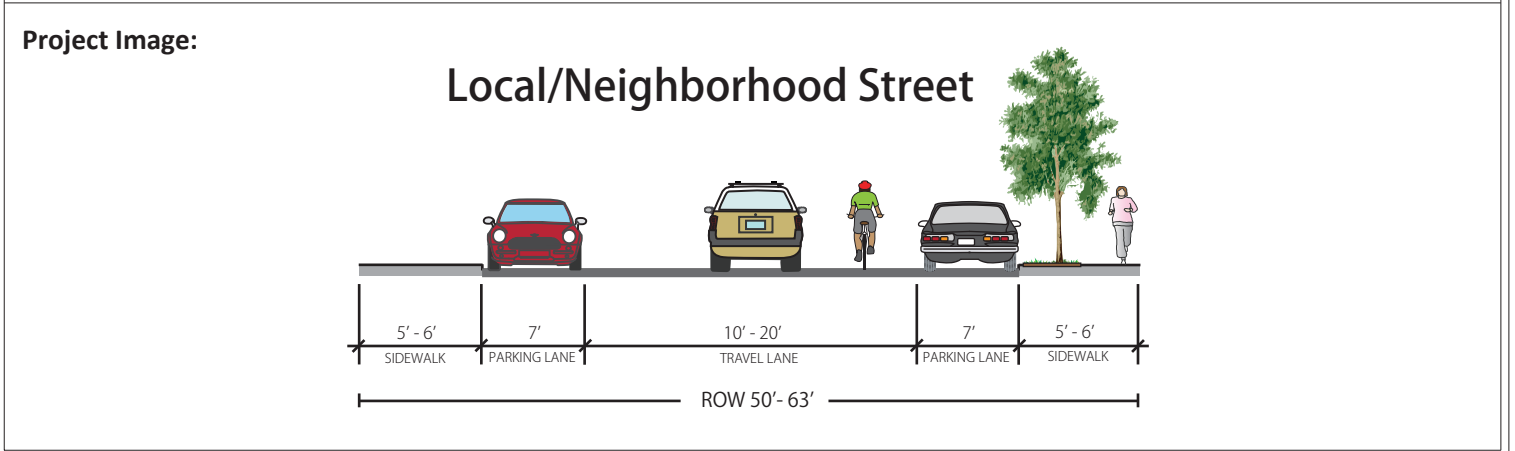 Project Image:
Local/Neighborhood Street
5’ - 6’ 7’ 10’ - 20’ 7’ 5’ - 6’
SIDEWALK PARKING LANE TRAVEL LANE PARKING LANE SIDEWALK
ROW 50’- 63’